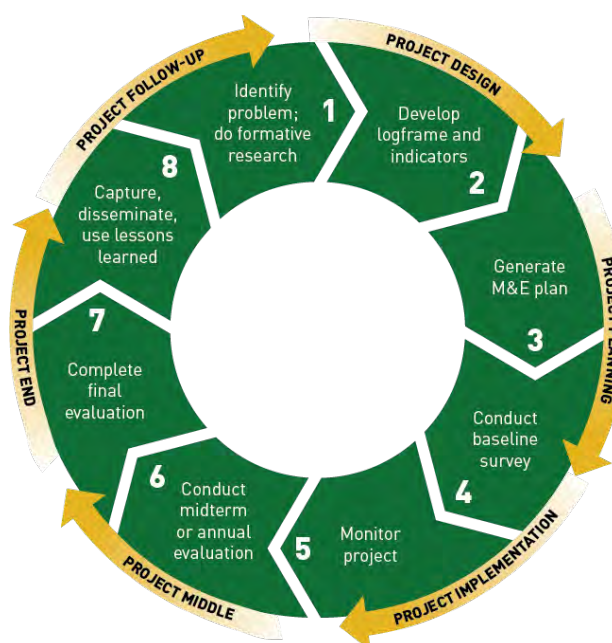 PROJECT DESIGN
PROJECT PLANNING
PROJECT IMPLEMENTATION
PROJECT MIDDLE
PROJECT END
PROJECT FOLLOW-UP
1
Identify
problem;
do formative
research
2
Develop
logframe and
indicators
3
Generate
M&E plan
4
Conduct
baseline
survey
5
Monitor
project
6
Conduct
midterm
or annual
evaluation
7
Complete
final
evaluation
8
Capture,
disseminate,
use lessons
learned